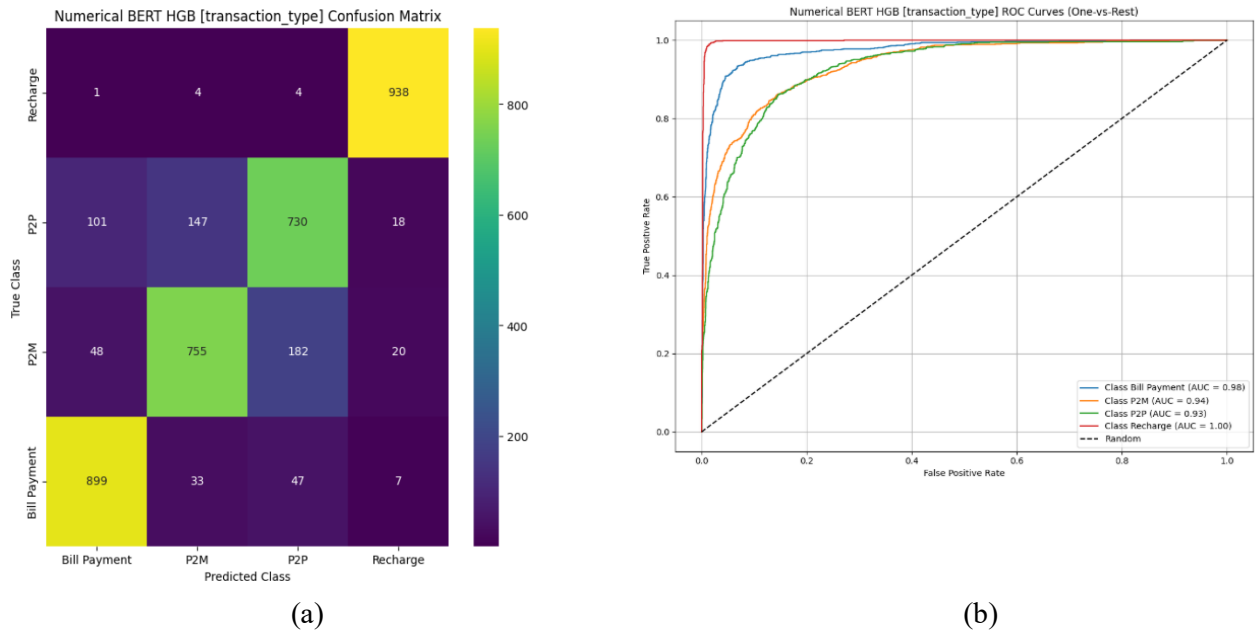 Numerical BERT HGB [transaction_type] Confusion Matrix
True Class
Recharge
1 4 4 938
P2P
101 147 730 18
P2M
48 755 182 20
Bill Payment
899 33 47 7
Bill Payment P2M P2P Recharge
Predicted Class
800
600
400
200
(a)
Numerical BERT HGB [transaction_type] ROC Curves (One-vs-Rest)
True Positive Rate
1.0
0.8
0.6
0.4
0.2
0.0
Class Bill Payment (AUC = 0.98)
Class P2M (AUC = 0.94)
Class P2P (AUC = 0.93)
Class Recharge (AUC = 1.00)
Random
0.0 0.2 0.4 0.6 0.8 1.0
False Positive Rate
(b)